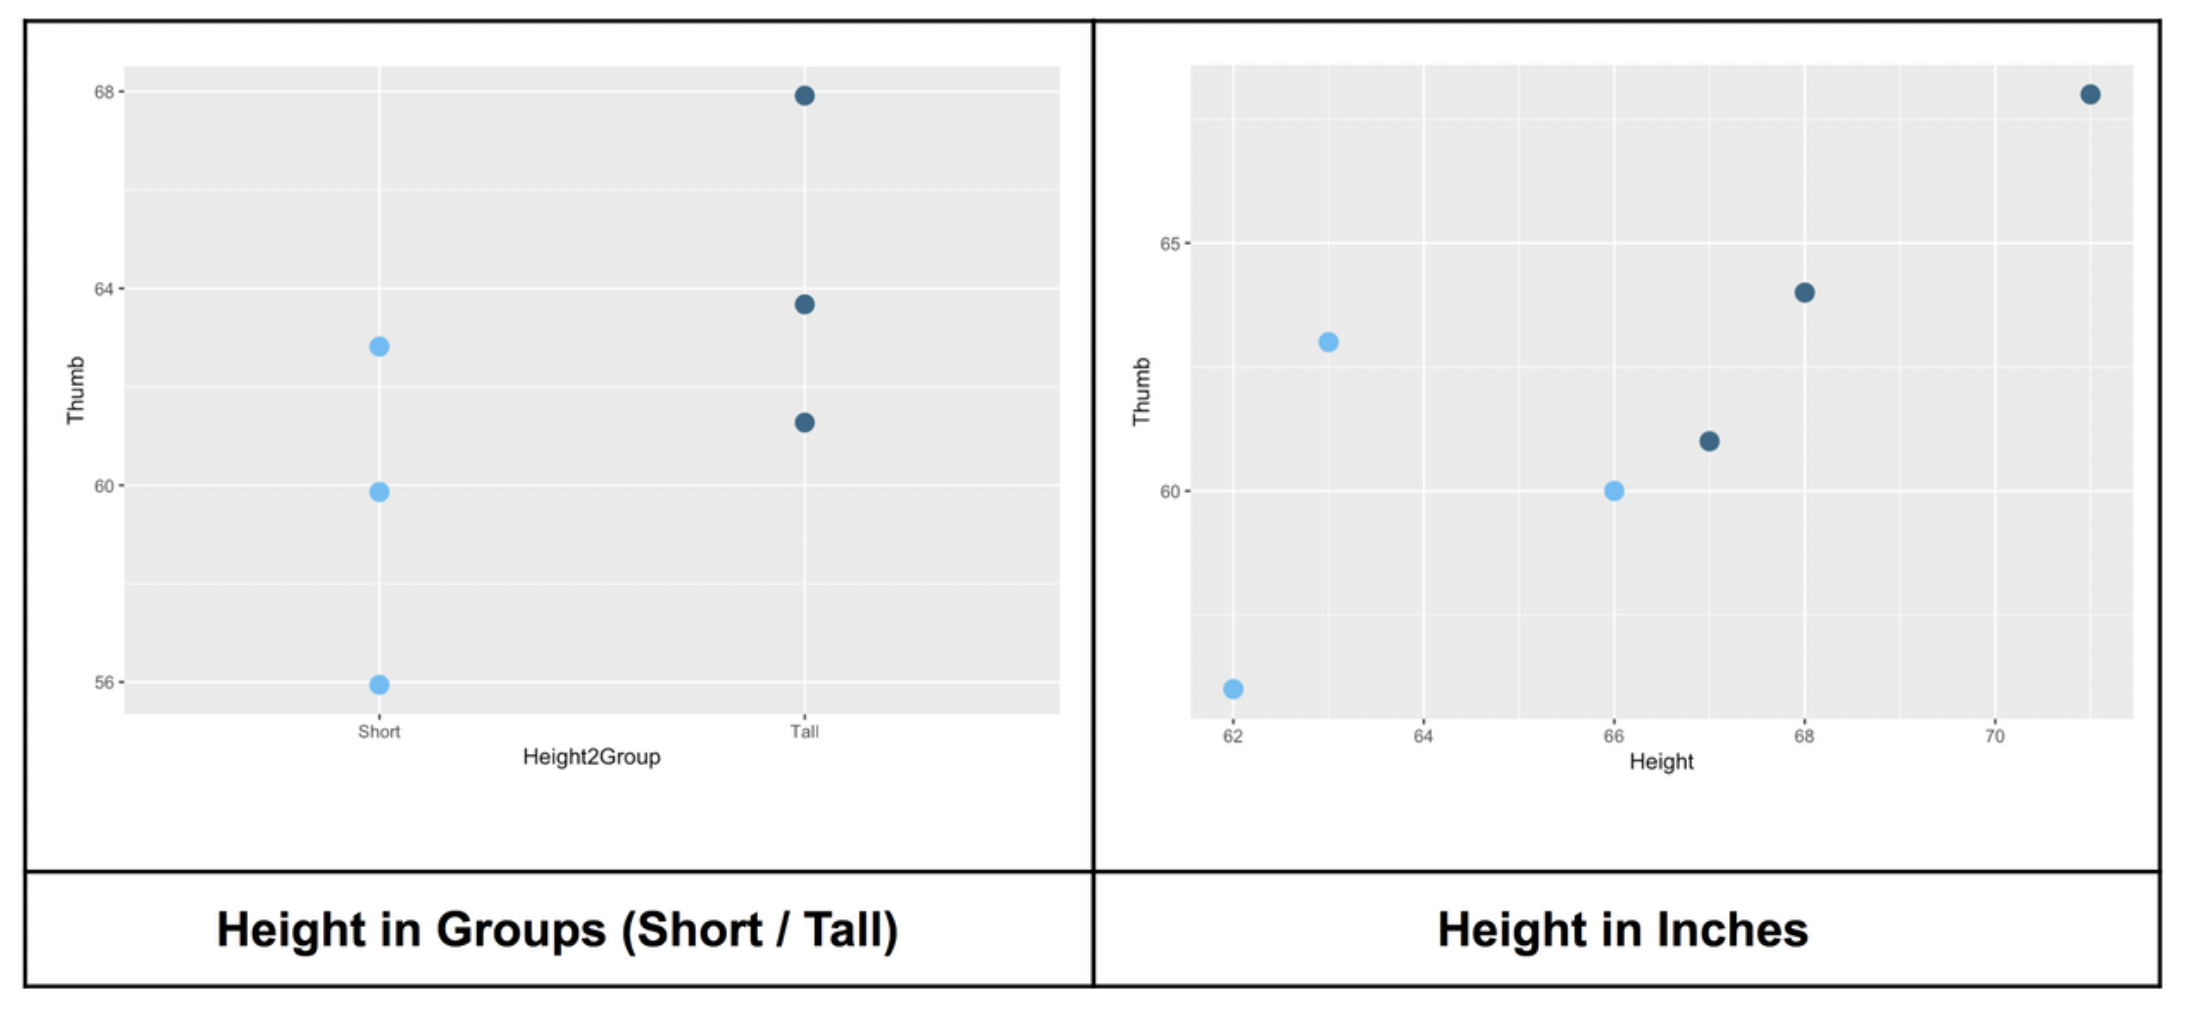 68
64
60
56
Thumb
Short Tall
Height2Group
65
60
Thumb
62 64 66 68 70
Height
Height in Groups (Short / Tall)
Height in Inches